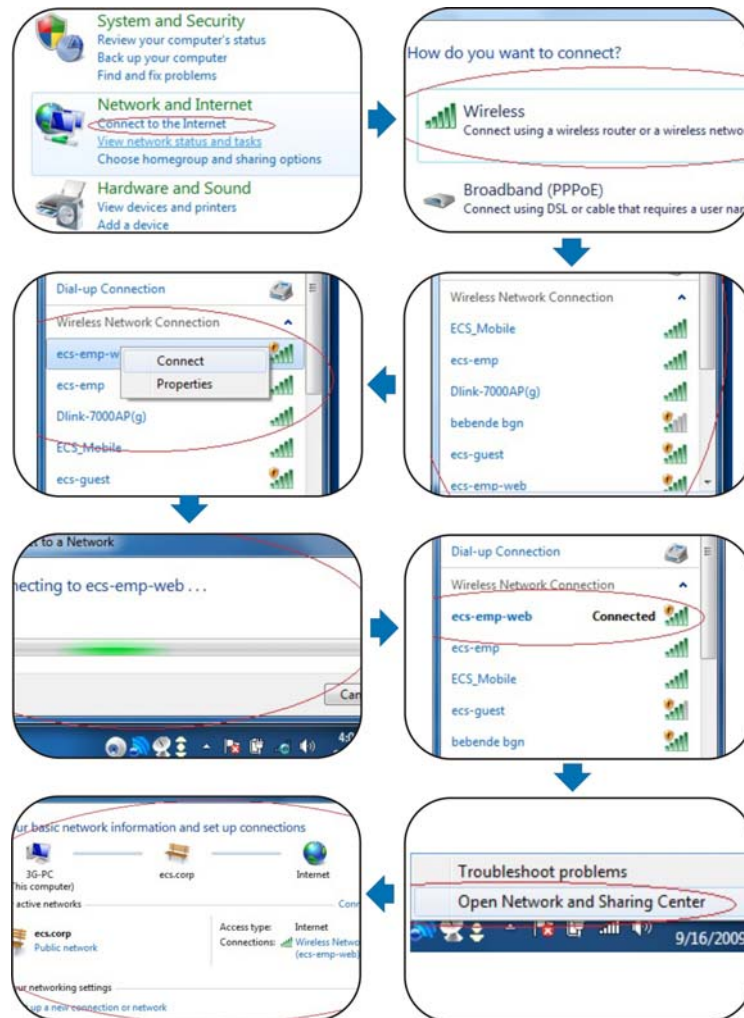 System and Security
Review your computer's status
Back up your computer
Find and fix problems
Network and Internet
Connect to the Internet
View network status and tasks
Choose homegroup and sharing options
Hardware and Sound
View devices and printers
Add a device
How do you want to connect?
Wireless
Connect using a wireless router or a wireless networ
Broadband (PPPoE)
Connect using DSL or cable that requires a user nam
Wireless Network Connection
ECS_Mobile
ecs-emp
Dlink-7000AP(g)
bebende bgn
ecs-guest
ecs-emp-web
Dial-up Connection
Wireless Network Connection
ecs-emp-w
Connect
Properties
ecs-emp
Dlink-7000AP(g)
ECS_Mobile
ecs-guest
ct to a Network
necting to ecs-emp-web ...
Can
4:0
Dial-up Connection
Wireless Network Connection
ecs-emp-web Connected
ecs-emp
ECS_Mobile
ecs-guest
bebende bgn
Troubleshoot problems
Open Network and Sharing Center
9/16/2009
ur basic network information and set up connections
3G-PC
his computer)
ecs.corp
Internet
active networks
Conn
ecs.corp
Public network
Access type: Internet
Connections: Wireless Netwo
(ecs-emp-web)
ur networking settings
up a new connection or network